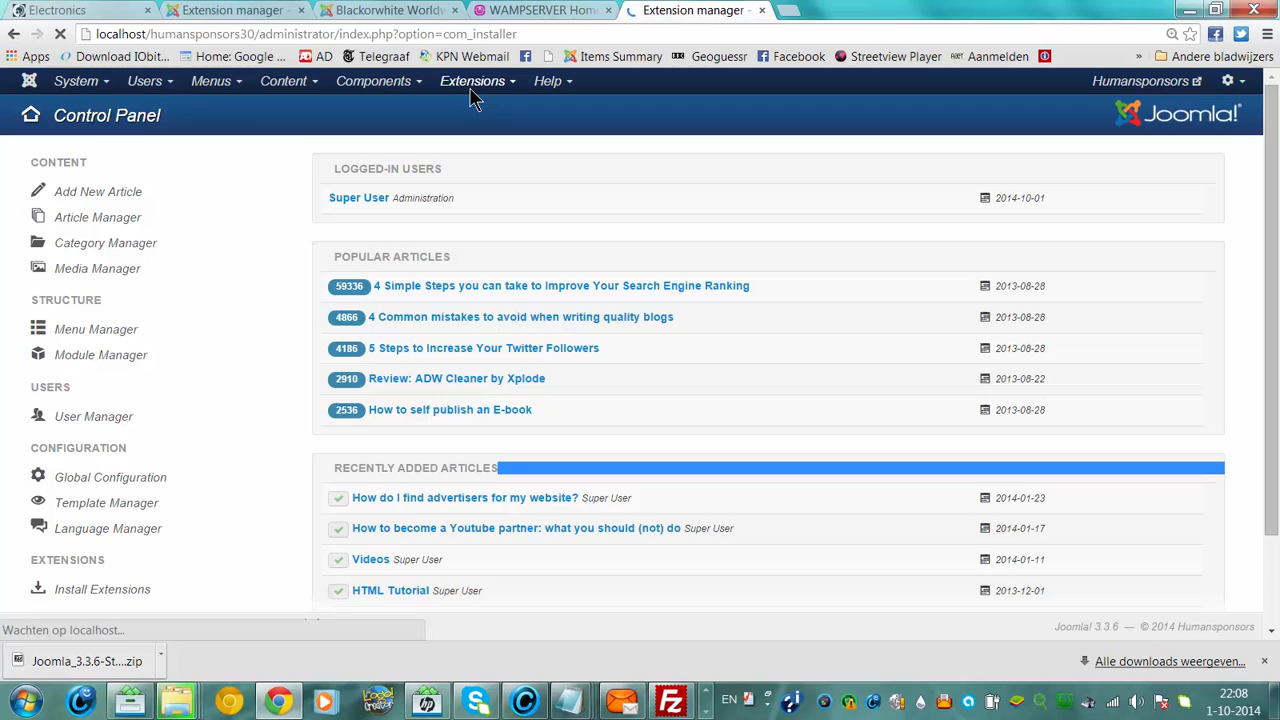 Electronics × Extension manager - × Blackorwhite Worldw × WAMPSERVER Home × Extension manager - ×
localhost/humansponsors30/administrator/index.php?option=com_installer
Apps Download IObit... Home: Google... AD Telegraaf KPN Webmail Items Summary Geoguessr Facebook Streetview Player Aanmelden » Andere bladwijzers
System Users Menus Content Components Extensions Help Humansponsors
Control Panel Joomla!
CONTENT
Add New Article
Article Manager
Category Manager
Media Manager
STRUCTURE
Menu Manager
Module Manager
USERS
User Manager
CONFIGURATION
Global Configuration
Template Manager
Language Manager
EXTENSIONS
Install Extensions
LOGGED-IN USERS
Super User Administration 2014-10-01
POPULAR ARTICLES
59336 4 Simple Steps you can take to Improve Your Search Engine Ranking 2013-08-28
4866 4 Common mistakes to avoid when writing quality blogs 2013-08-28
4186 5 Steps to Increase Your Twitter Followers 2013-08-28
2910 Review: ADW Cleaner by Xplode 2013-08-22
2536 How to self publish an E-book 2013-08-28
RECENTLY ADDED ARTICLES
How do I find advertisers for my website? Super User 2014-01-23
How to become a Youtube partner: what you should (not) do Super User 2014-01-17
Videos Super User 2014-01-11
HTML Tutorial Super User 2013-12-01
Wachten op localhost...
Joomla! 3.3.6 — © 2014 Humansponsors
Joomla_3.3.6-St....zip Alle downloads weergeven...
EN 22:08
1-10-2014